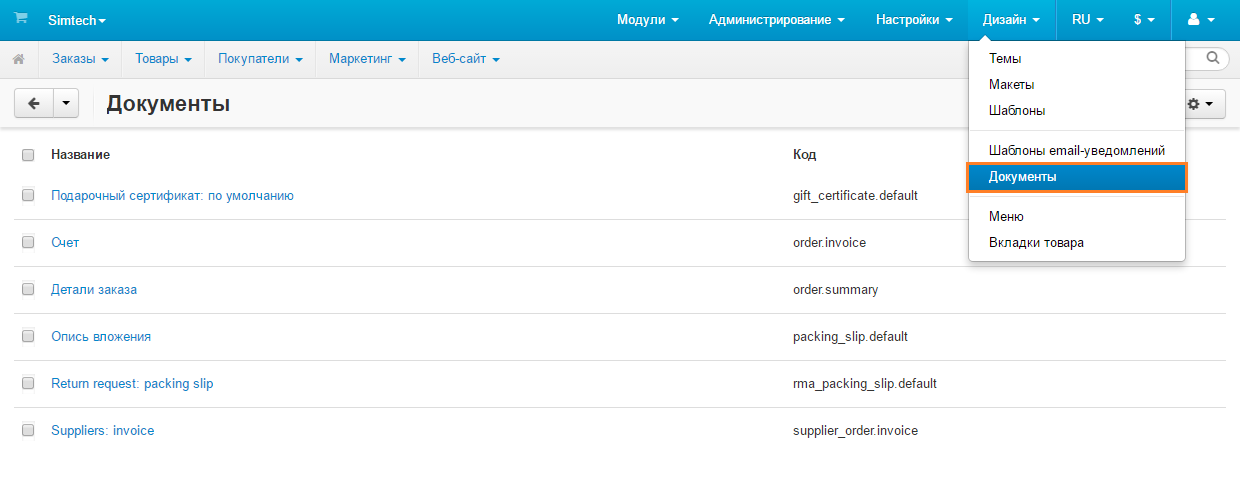 Simtech
Модули
Администрирование
Настройки
Дизайн
RU
$
Заказы
Товары
Покупатели
Маркетинг
Веб-сайт
Темы
Макеты
Шаблоны
Шаблоны email-уведомлений
Документы
Меню
Вкладки товара
Документы
Название Код
Подарочный сертификат: по умолчанию gift_certificate.default
Счет order.invoice
Детали заказа order.summary
Опись вложения packing_slip.default
Return request: packing slip rma_packing_slip.default
Suppliers: invoice supplier_order.invoice